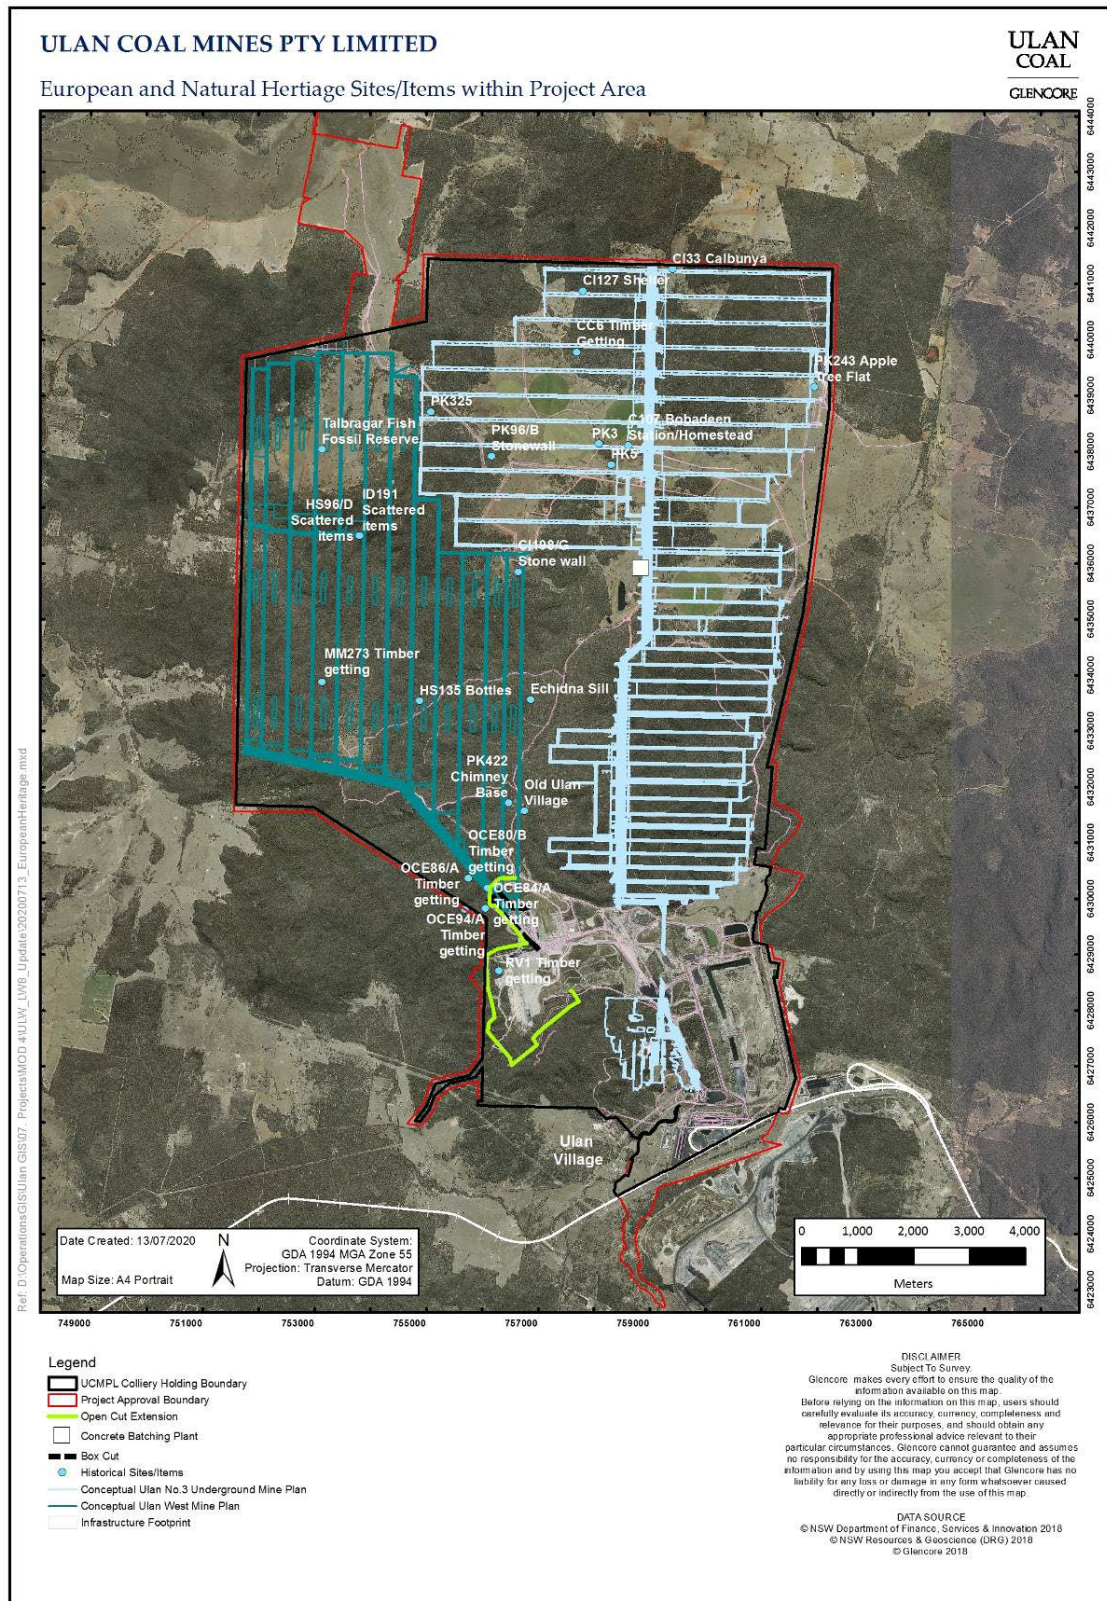 ULAN COAL MINES PTY LIMITED
European and Natural Hertiage Sites/Items within Project Area
ULAN
COAL
GLENCORE
CI33 Calbunya
CI127 Shelter
CC6 Timber
Getting
PK243 Apple
Tree Flat
PK325
Talbragar Fish
Fossil Reserve
PK96/B
Stonewall
PK3
C107 Bobadeen
Station/Homestead
PK5
HS96/D
Scattered
items
ID191
Scattered
items
CI198/G
Stone wall
MM273 Timber
getting
HS135 Bottles
Echidna Sill
PK422
Chimney
Base
Old Ulan
Village
OCE80/B
Timber
getting
OCE86/A
Timber
getting
OCE84/A
Timber
getting
OCE94/A
Timber
getting
RV1 Timber
getting
Ulan
Village
6444000
6443000
6442000
6441000
6440000
6439000
6438000
6437000
6436000
6435000
6434000
6433000
6432000
6431000
6430000
6429000
6428000
6427000
6426000
6425000
6424000
6423000
Date Created: 13/07/2020
Map Size: A4 Portrait
N
Coordinate System:
GDA 1994 MGA Zone 55
Projection: Transverse Mercator
Datum: GDA 1994
0 1,000 2,000 3,000 4,000
Meters
749000 751000 753000 755000 757000 759000 761000 763000 765000
Ref: D:\OperationsGIS\Ulan GIS\07. Projects\MOD 4\ULW_LW8_Update\20200713_EuropeanHeritage.mxd
Legend
UCMPL Colliery Holding Boundary
Project Approval Boundary
Open Cut Extension
Concrete Batching Plant
Box Cut
Historical Sites/Items
Conceptual Ulan No.3 Underground Mine Plan
Conceptual Ulan West Mine Plan
Infrastructure Footprint
DISCLAIMER
Subject To Survey.
Glencore makes every effort to ensure the quality of the
information available on this map.
Before relying on the information on this map, users should
carefully evaluate its accuracy, currency, completeness and
relevance for their purposes, and should obtain any
appropriate professional advice relevant to their
particular circumstances. Glencore cannot guarantee and assumes
no responsibility for the accuracy, currency or completeness of the
information and by using this map you accept that Glencore has no
liability for any loss or damage in any form whatsoever caused
directly or indirectly from the use of this map.
DATA SOURCE
© NSW Department of Finance, Services & Innovation 2018
© NSW Resources & Geoscience (DRG) 2018
© Glencore 2018